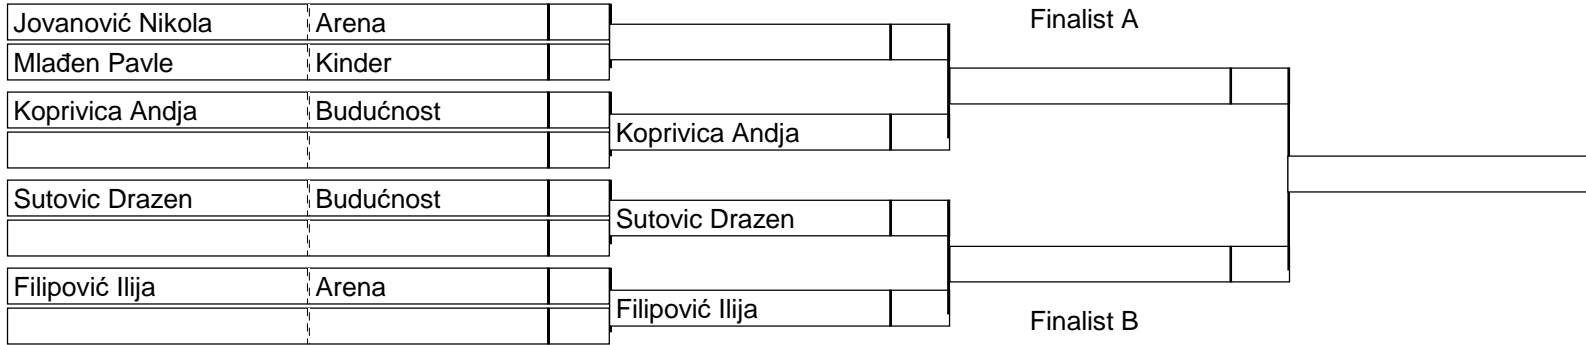 Jovanović Nikola Arena
Mlađen Pavle Kinder
Koprivica Andja Budućnost
Sutovic Drazen Budućnost
Filipović Ilija Arena
Koprivica Andja
Sutovic Drazen
Filipović Ilija
Finalist A
Finalist B